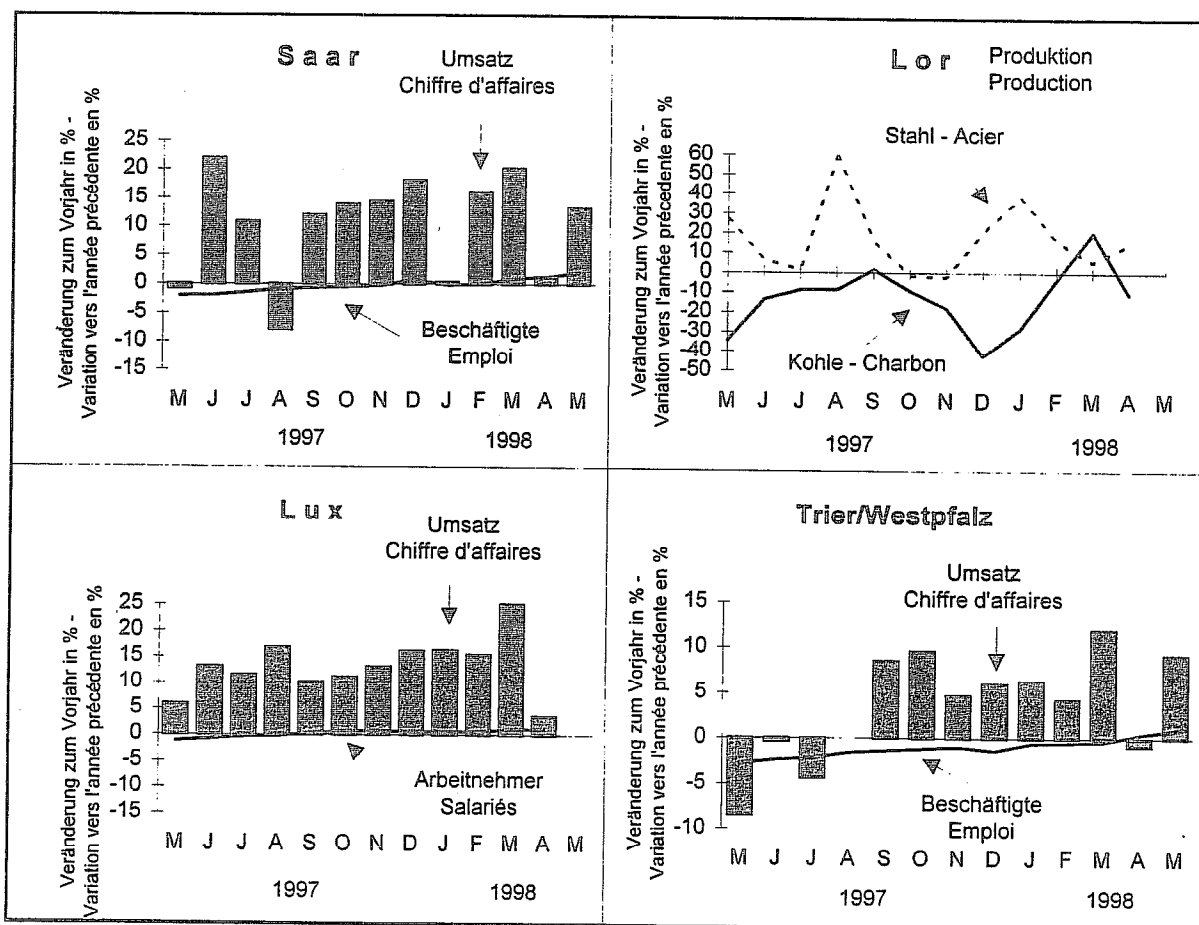 Saar
Umsatz
Chiffre d'affaires
Veränderung zum Vorjahr in % -
Variation vers l'année précédente en %
25
20
15
10
5
0
-5
-10
-15
Beschäftigte
Emploi
M J J A S O N D J F M A M
1997 1998
Lor
Produktion
Production
Stahl - Acier
Veränderung zum Vorjahr in % -
Variation vers l'année précédente en %
60
50
40
30
20
10
0
-10
-20
-30
-40
-50
Kohle - Charbon
M J J A S O N D J F M A M
1997 1998
Lux
Umsatz
Chiffre d'affaires
Veränderung zum Vorjahr in % -
Variation vers l'année précédente en %
25
20
15
10
5
0
-5
-10
-15
Arbeitnehmer
Salariés
M J J A S O N D J F M A M
1997 1998
Trier/Westpfalz
Umsatz
Chiffre d'affaires
Veränderung zum Vorjahr in % -
Variation vers l'année précédente en %
15
10
5
0
-5
-10
Beschäftigte
Emploi
M J J A S O N D J F M A M
1997 1998